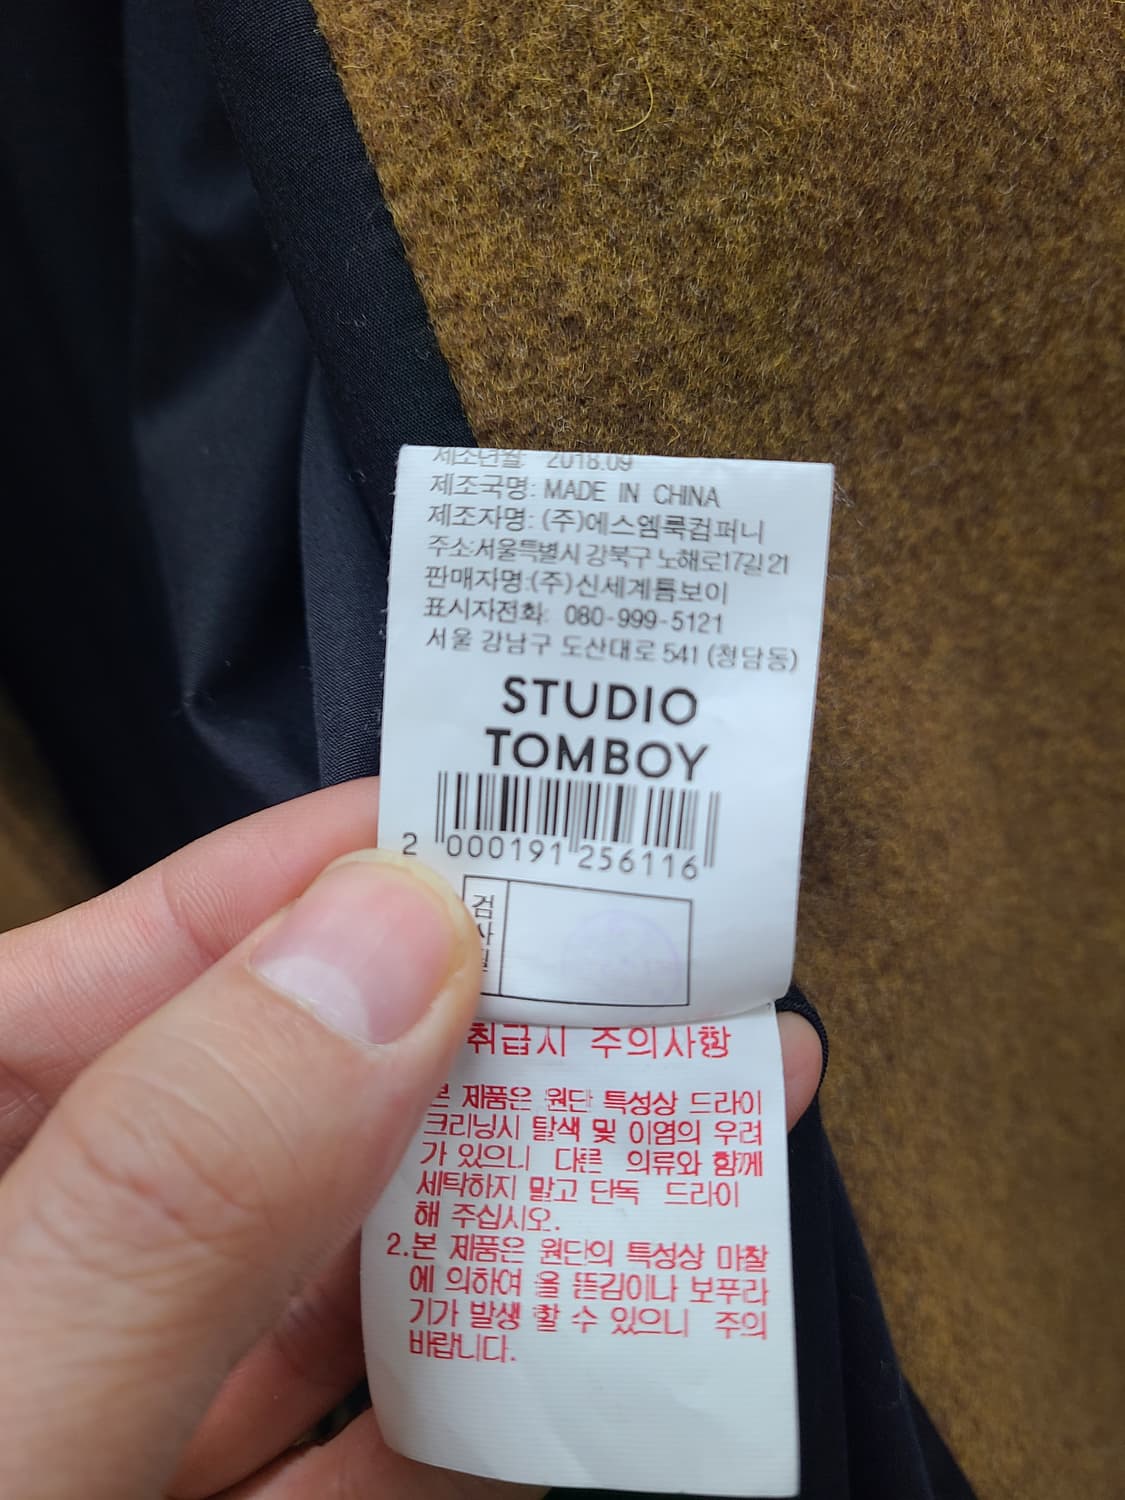 제조년월: 2018.09
제조국명: MADE IN CHINA
제조자명: (주)에스엠룩컴퍼니
주소:서울특별시 강북구 노해로17길 21
판매자명:(주)신세계톰보이
표시자전화: 080-999-5121
서울 강남구 도산대로 541 (청담동)
STUDIO
TOMBOY
2 000191 256116
검
사
필
취급시 주의사항
본 제품은 원단 특성상 드라이
크리닝시 탈색 및 이염의 우려
가 있으니 다른 의류와 함께
세탁하지 말고 단독 드라이
해 주십시오.
2.본 제품은 원단의 특성상 마찰
에 의하여 올 뜯김이나 보푸라
기가 발생 할 수 있으니 주의
바랍니다.